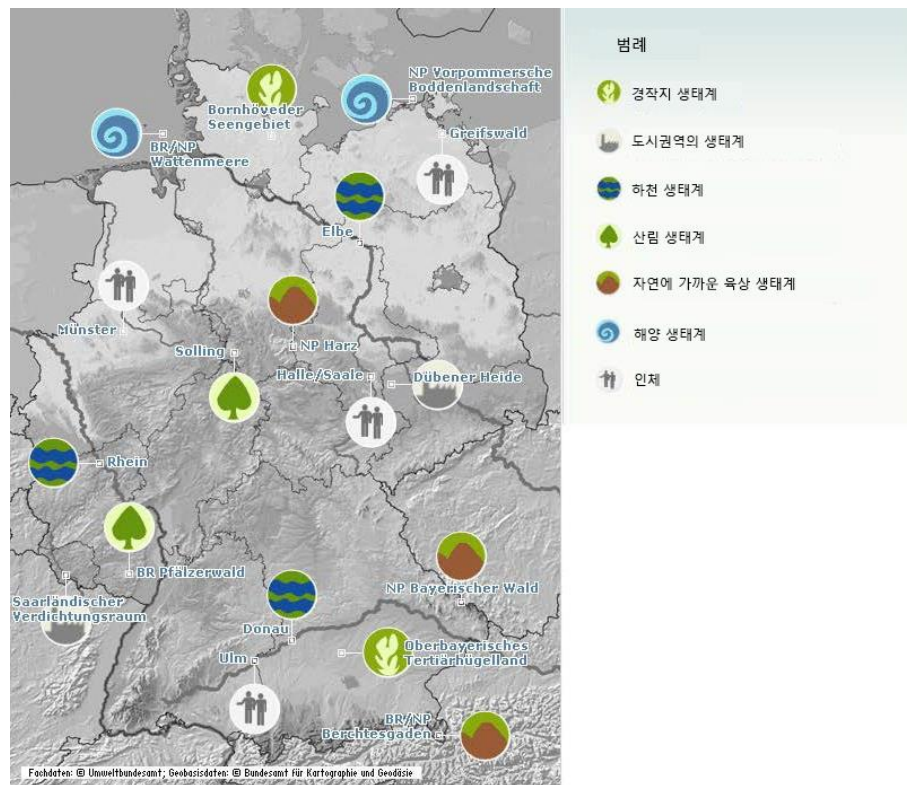 NP Vorpommersche
Boddenlandschaft
Bornhöveder
Seengebiet
Greifswald
BR/NP
Wattenmeere
Elbe
Münster
Solling
NP Harz
Halle/Saale
Dübener Heide
Rhein
BR Pfälzerwald
NP Bayerischer Wald
Saarländischer
Verdichtungsraum
Donau
Ulm
Oberbayerisches
Tertiärhügelland
BR/NP
Berchtesgaden
Fachdaten: © Umweltbundesamt; Geobasisdaten: © Bundesamt für Kartographie und Geodäsie
범례
경작지 생태계
도시권역의 생태계
하천 생태계
산림 생태계
자연에 가까운 육상 생태계
해양 생태계
인체